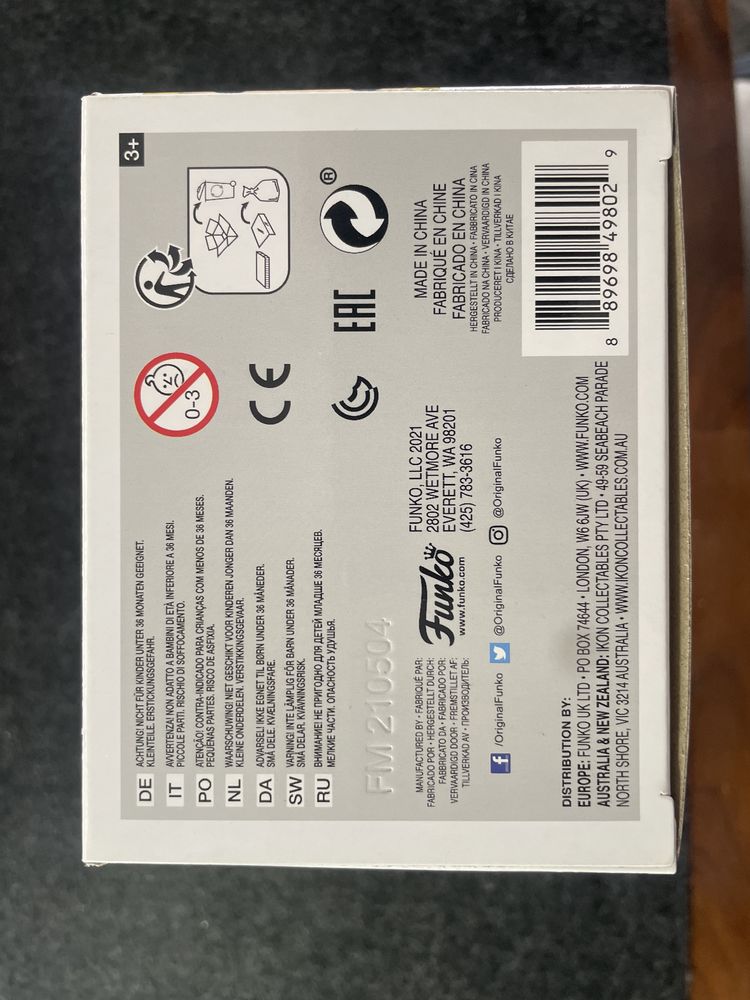 DE
ACHTUNG! NICHT FÜR KINDER UNTER 36 MONATEN GEEIGNET.
KLEINTEILE. ERSTICKUNGSGEFAHR.
IT
AVVERTENZA! NON ADATTO A BAMBINI DI ETÀ INFERIORE A 36 MESI.
PICCOLE PARTI. RISCHIO DI SOFFOCAMENTO.
PO
ATENÇÃO! CONTRA-INDICADO PARA CRIANÇAS COM MENOS DE 36 MESES.
PEQUENAS PARTES. RISCO DE ASFIXIA.
NL
WAARSCHUWING! NIET GESCHIKT VOOR KINDEREN JONGER DAN 36 MAANDEN.
KLEINE ONDERDELEN. VERSTIKKINGSGEVAAR.
DA
ADVARSEL! IKKE EGNET TIL BØRN UNDER 36 MÅNEDER.
SMÅ DELE. KVÆLNINGSFARE.
SW
VARNING! INTE LÄMPLIG FÖR BARN UNDER 36 MÅNADER.
SMÅ DELAR. KVÄVNINGSRISK.
RU
ВНИМАНИЕ! НЕ ПРИГОДНО ДЛЯ ДЕТЕЙ МЛАДШЕ 36 МЕСЯЦЕВ.
МЕЛКИЕ ЧАСТИ. ОПАСНОСТЬ УДУШЬЯ.
0-3
3+
CE
EAC
®
FM 210504
MANUFACTURED BY • FABRIQUÉ PAR:
FABRICADO POR • HERGESTELLT DURCH:
FABBRICATO DA • FABRICADO POR:
VERVAARDIGD DOOR • FREMSTILLET AF:
TILLVERKAD AV • ПРОИЗВОДИТЕЛЬ:
Funko
www.funko.com
FUNKO, LLC 2021
2802 WETMORE AVE
EVERETT, WA 98201
(425) 783-3616
/OriginalFunko
@OriginalFunko
@OriginalFunko
MADE IN CHINA
FABRIQUÉ EN CHINE
FABRICADO EN CHINA
HERGESTELLT IN CHINA • FABBRICATO IN CINA
FABRICADO NA CHINA • VERVAARDIGD IN CHINA
PRODUCERET I KINA • TILLVERKAD I KINA
СДЕЛАНО В КИТАЕ
8 89698 49802 9
DISTRIBUTION BY:
EUROPE: FUNKO UK LTD • PO BOX 74644 • LONDON, W6 6JW (UK) • WWW.FUNKO.COM
AUSTRALIA & NEW ZEALAND: IKON COLLECTABLES PTY LTD • 49-59 SEABEACH PARADE
NORTH SHORE, VIC 3214 AUSTRALIA • WWW.IKONCOLLECTABLES.COM.AU